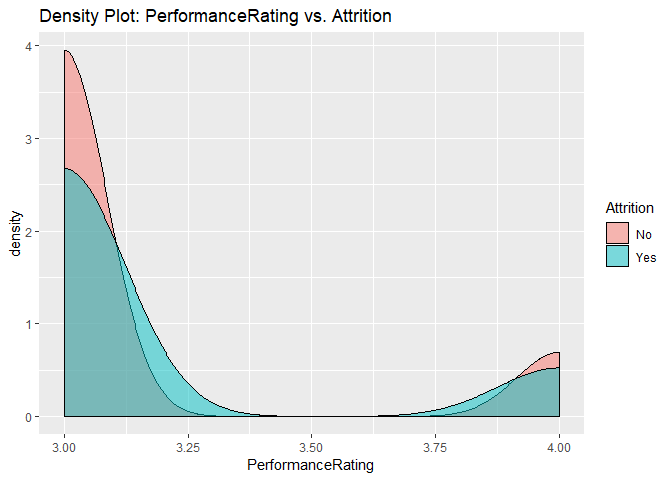 Density Plot: PerformanceRating vs. Attrition
4
3
2
1
0
density
3.00 3.25 3.50 3.75 4.00
PerformanceRating
Attrition
No
Yes